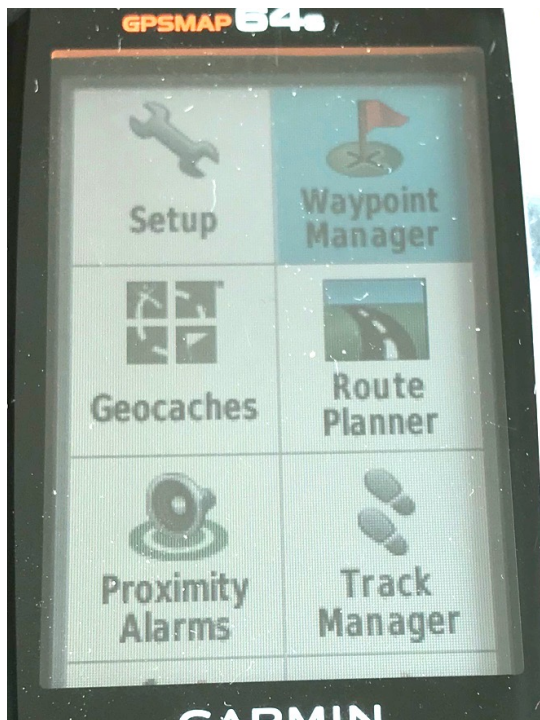 GPSMAP 64s
Setup
Waypoint
Manager
Geocaches
Route
Planner
Proximity
Alarms
Track
Manager
GARMIN